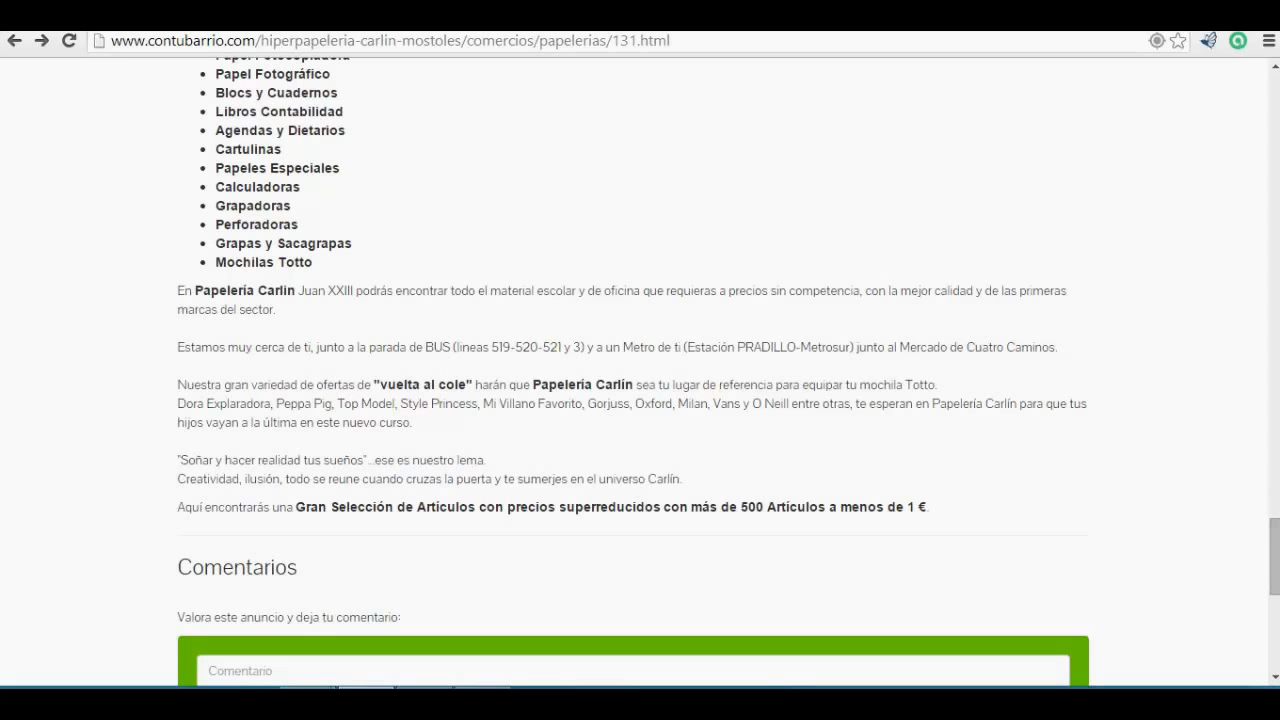 www.contubarrio.com/hiperpapeleria-carlin-mostoles/comercios/papelerias/131.html
Papel Fotocopiadora
Papel Fotográfico
Blocs y Cuadernos
Libros Contabilidad
Agendas y Dietarios
Cartulinas
Papeles Especiales
Calculadoras
Grapadoras
Perforadoras
Grapas y Sacagrapas
Mochilas Totto
En Papelería Carlin Juan XXIII podrás encontrar todo el material escolar y de oficina que requieras a precios sin competencia, con la mejor calidad y de las primeras
marcas del sector.
Estamos muy cerca de ti, junto a la parada de BUS (lineas 519-520-521 y 3) y a un Metro de ti (Estación PRADILLO-Metrosur) junto al Mercado de Cuatro Caminos.
Nuestra gran variedad de ofertas de "vuelta al cole" harán que Papelería Carlín sea tu lugar de referencia para equipar tu mochila Totto.
Dora Explaradora, Peppa Pig, Top Model, Style Princess, Mi Villano Favorito, Gorjuss, Oxford, Milan, Vans y O Neill entre otras, te esperan en Papelería Carlín para que tus
hijos vayan a la última en este nuevo curso.
"Soñar y hacer realidad tus sueños"...ese es nuestro lema.
Creatividad, ilusión, todo se reune cuando cruzas la puerta y te sumerjes en el universo Carlín.
Aquí encontrarás una Gran Selección de Artículos con precios superreducidos con más de 500 Artículos a menos de 1 €.
Comentarios
Valora este anuncio y deja tu comentario:
Comentario